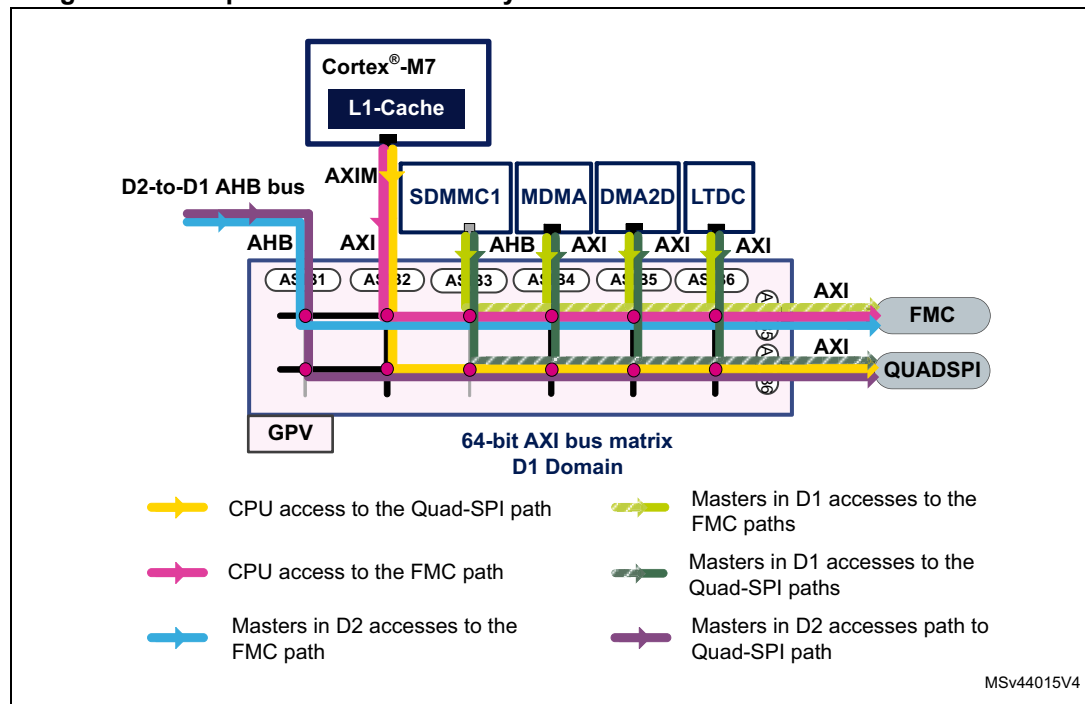 Cortex®-M7
L1-Cache
AXIM
D2-to-D1 AHB bus
SDMMC1
MDMA
DMA2D
LTDC
AHB
AXI
AHB
AXI
AXI
AXI
AXI
FMC
AXI
QUADSPI
GPV
64-bit AXI bus matrix
D1 Domain
CPU access to the Quad-SPI path
Masters in D1 accesses to the
FMC paths
CPU access to the FMC path
Masters in D1 accesses to the
Quad-SPI paths
Masters in D2 accesses to the
FMC path
Masters in D2 accesses path to
Quad-SPI path
MSv44015V4